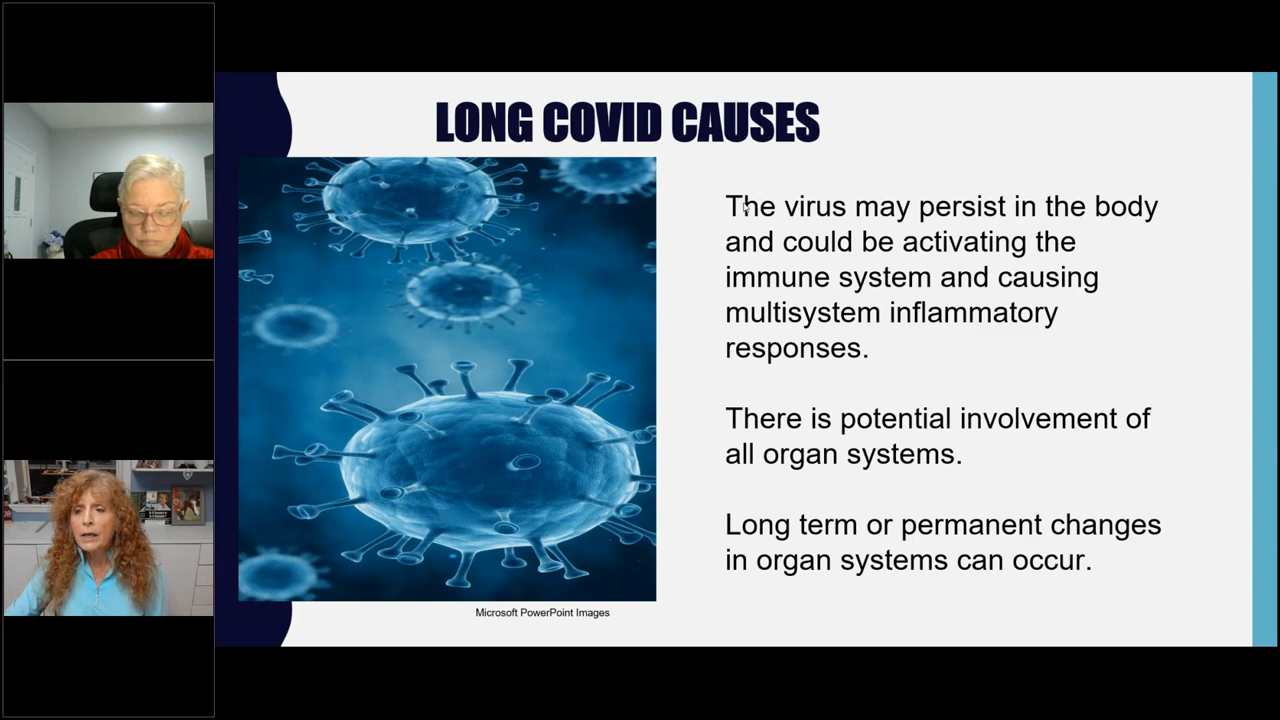 LONG COVID CAUSES
The virus may persist in the body
and could be activating the
immune system and causing
multisystem inflammatory
responses.
There is potential involvement of
all organ systems.
Long term or permanent changes
in organ systems can occur.
Microsoft PowerPoint Images